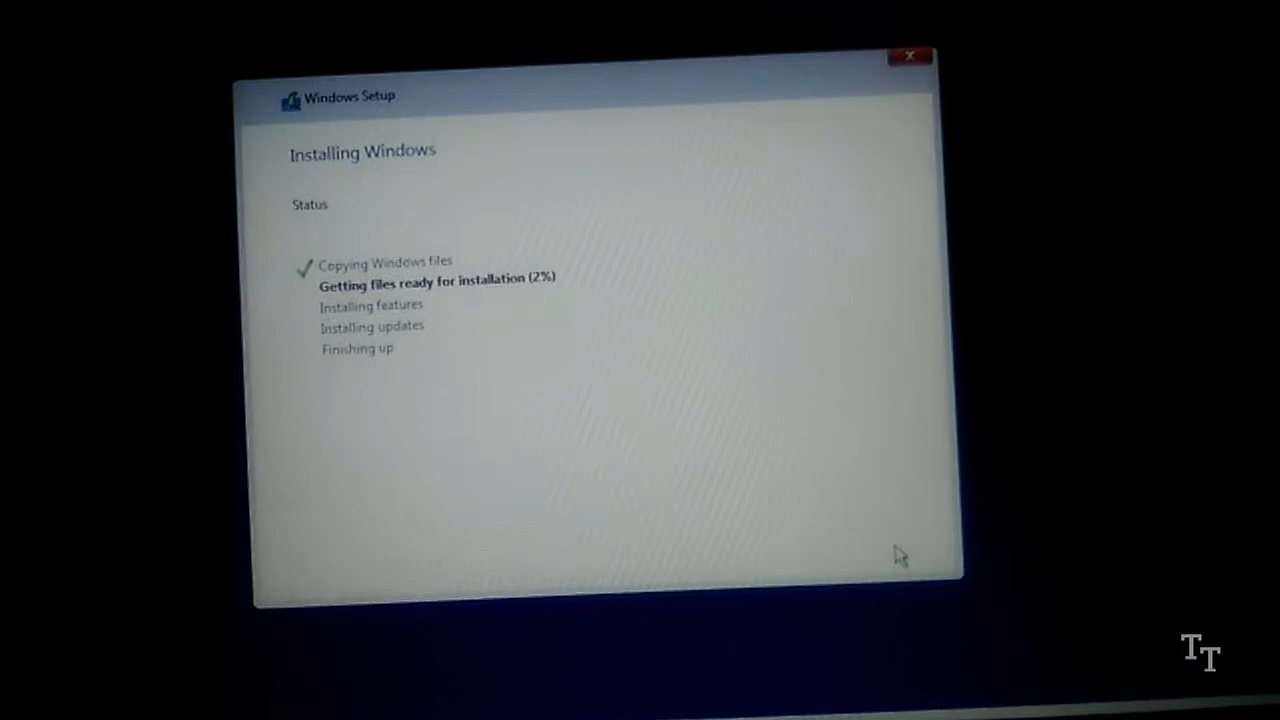 Windows Setup
Installing Windows
Status
Copying Windows files
Getting files ready for installation (2%)
Installing features
Installing updates
Finishing up
TT